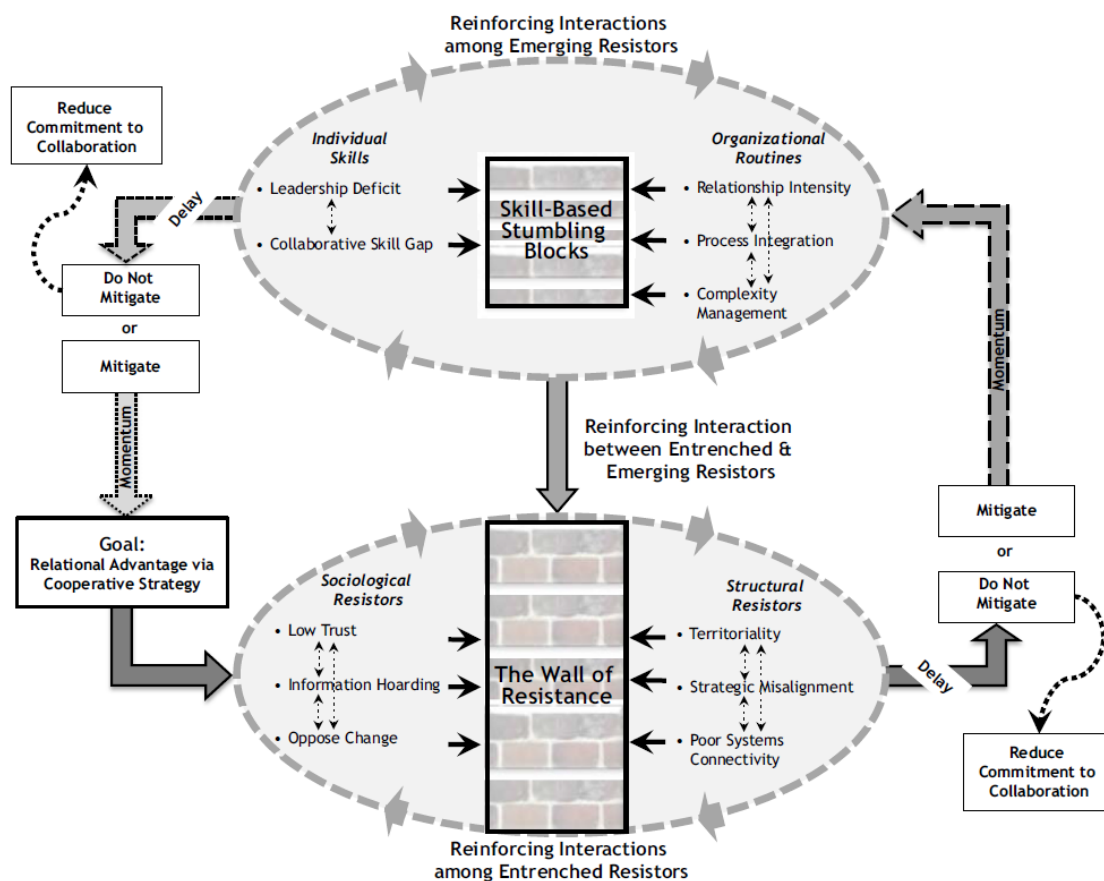 Reinforcing Interactions
among Emerging Resistors
Reduce
Commitment to
Collaboration
Delay
Do Not
Mitigate
or
Mitigate
Momentum
Goal:
Relational Advantage via
Cooperative Strategy
Individual
Skills
• Leadership Deficit
• Collaborative Skill Gap
Skill-Based
Stumbling
Blocks
Organizational
Routines
• Relationship Intensity
• Process Integration
• Complexity
Management
Reinforcing Interaction
between Entrenched &
Emerging Resistors
Sociological
Resistors
• Low Trust
• Information Hoarding
• Oppose Change
The Wall of
Resistance
Structural
Resistors
• Territoriality
• Strategic Misalignment
• Poor Systems
Connectivity
Momentum
Mitigate
or
Do Not
Mitigate
Delay
Reduce
Commitment to
Collaboration
Reinforcing Interactions
among Entrenched Resistors